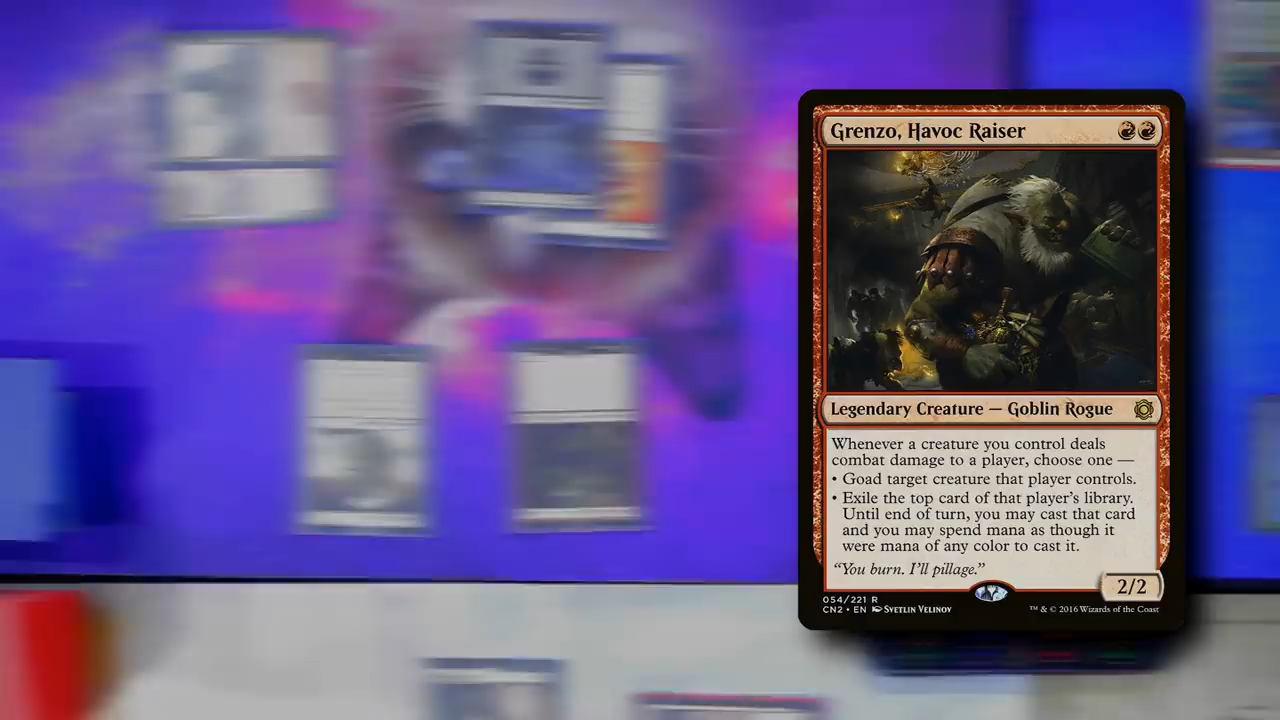 Grenzo, Havoc Raiser
Legendary Creature — Goblin Rogue
Whenever a creature you control deals
combat damage to a player, choose one —
• Goad target creature that player controls.
• Exile the top card of that player's library.
Until end of turn, you may cast that card
and you may spend mana as though it
were mana of any color to cast it.
"You burn. I'll pillage."
2/2
054/221 R
CN2 • EN Svetlin Velinov
™ & © 2016 Wizards of the Coast